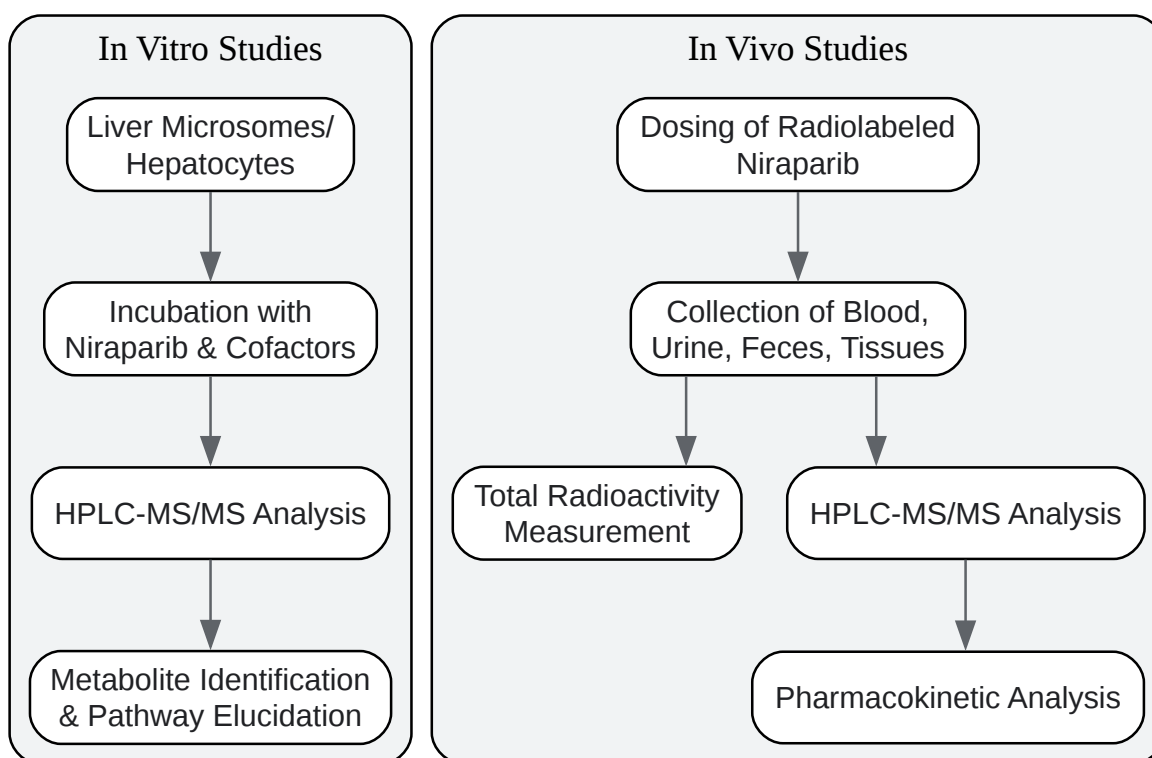 In Vitro Studies
Liver Microsomes/
Hepatocytes
Incubation with
Niraparib & Cofactors
HPLC-MS/MS Analysis
Metabolite Identification
& Pathway Elucidation
In Vivo Studies
Dosing of Radiolabeled
Niraparib
Collection of Blood,
Urine, Feces, Tissues
Total Radioactivity
Measurement
HPLC-MS/MS Analysis
Pharmacokinetic Analysis